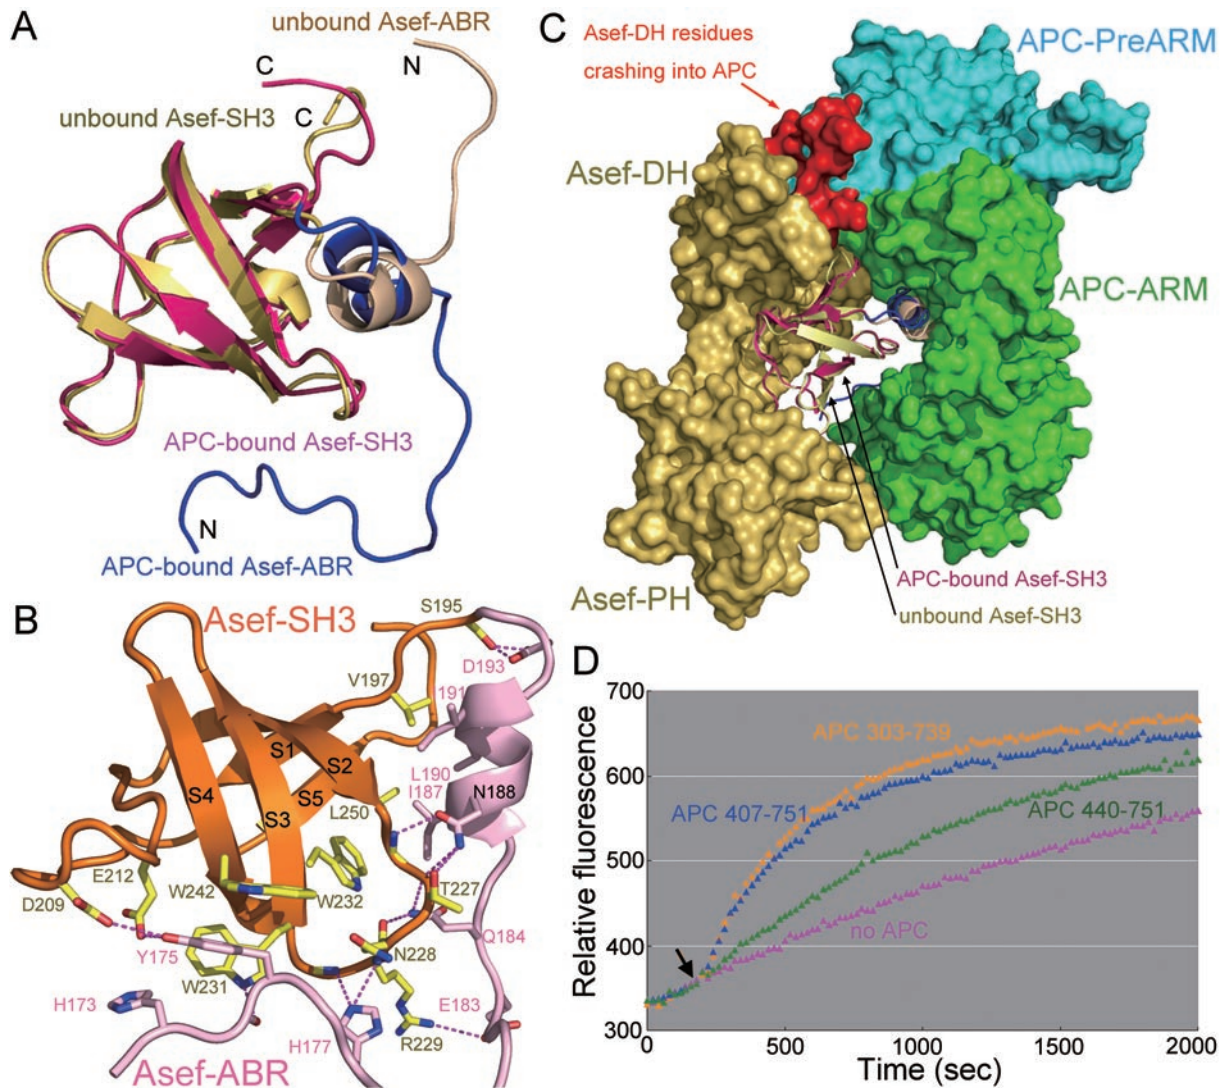 A
unbound Asef-ABR
C
N
unbound Asef-SH3
C
APC-bound Asef-SH3
N
APC-bound Asef-ABR
B
Asef-SH3
S195
D193
V197
191
S1
S2
L190
I187
N188
S4
S5
S3
L250
E212
W242
W232
T227
D209
Q184
Y175
N228
W231
H173
E183
H177
R229
Asef-ABR
C
Asef-DH residues
crashing into APC
APC-PreARM
Asef-DH
APC-ARM
APC-bound Asef-SH3
unbound Asef-SH3
Asef-PH
D
700
600
500
400
300
Relative fluorescence
APC 303-739
APC 407-751
APC 440-751
no APC
0
500
1000
1500
2000
Time (sec)